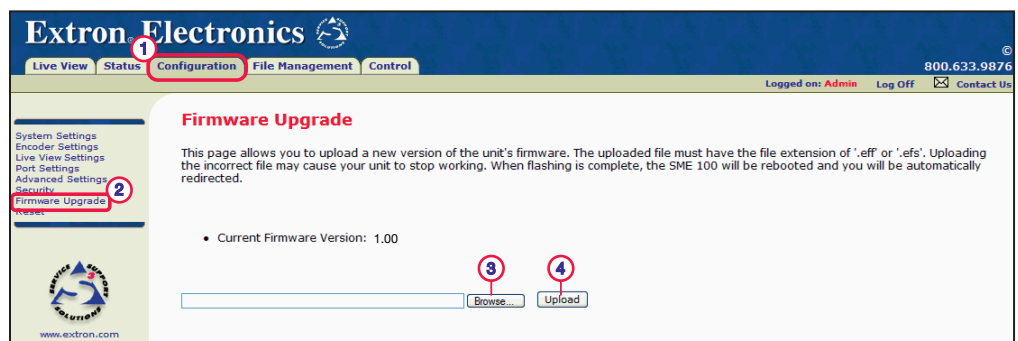 Extron® Electronics
1
Live View Status Configuration File Management Control
©
800.633.9876
Logged on: Admin Log Off Contact Us
System Settings
Encoder Settings
Live View Settings
Port Settings
Advanced Settings
Security
Firmware Upgrade
Reset
2
Firmware Upgrade
This page allows you to upload a new version of the unit's firmware. The uploaded file must have the file extension of '.eff' or '.efs'. Uploading
the incorrect file may cause your unit to stop working. When flashing is complete, the SME 100 will be rebooted and you will be automatically
redirected.
• Current Firmware Version: 1.00
3 4
Browse... Upload
SERVICE SUPPORT SOLUTIONS
3
www.extron.com